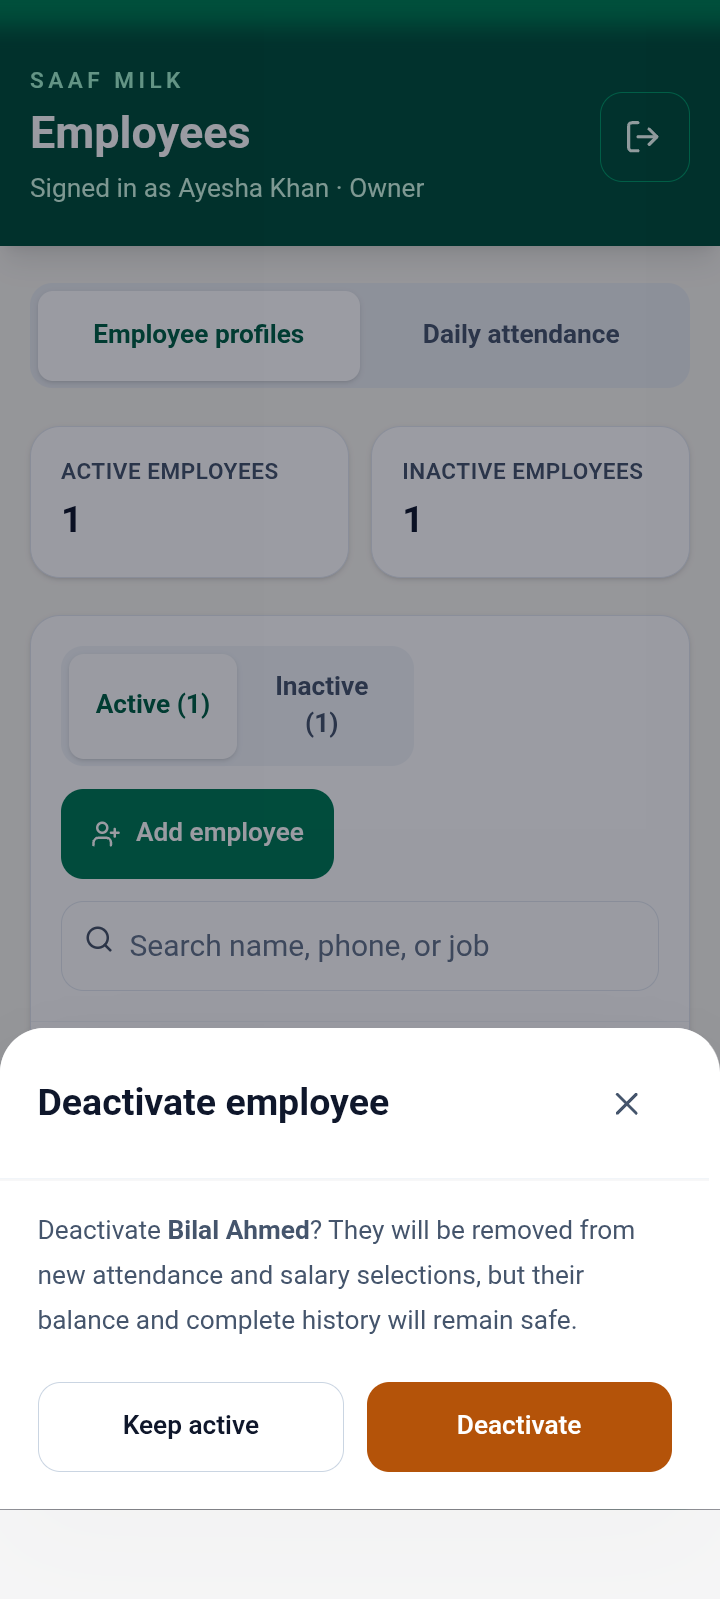 SAAF MILK
Employees
Signed in as Ayesha Khan · Owner
Employee profiles
Daily attendance
ACTIVE EMPLOYEES
1
INACTIVE EMPLOYEES
1
Active (1)
Inactive
(1)
Add employee
Search name, phone, or job
Deactivate employee
Deactivate Bilal Ahmed? They will be removed from
new attendance and salary selections, but their
balance and complete history will remain safe.
Keep active
Deactivate